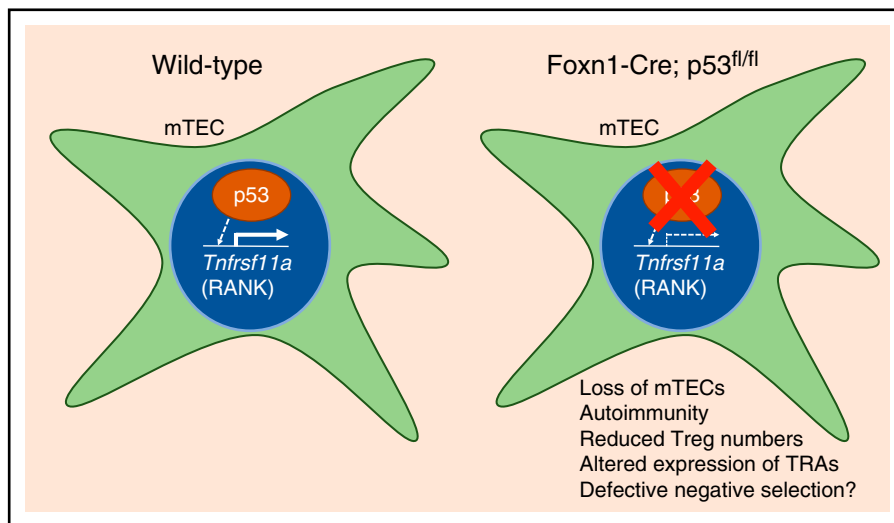 Wild-type
mTEC
p53
Tnfrsf11a
(RANK)
Foxn1-Cre; p53fl/fl
mTEC
Tnfrsf11a
(RANK)
Loss of mTECs
Autoimmunity
Reduced Treg numbers
Altered expression of TRAs
Defective negative selection?